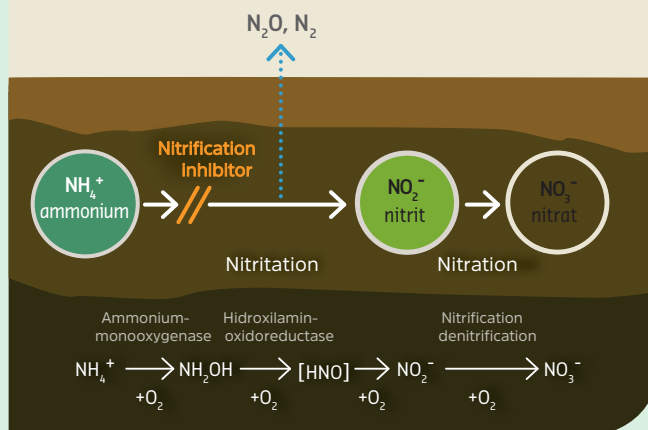 N₂O, N₂
Nitrification
inhibitor
NH₄⁺
ammonium
NO₂⁻
nitrit
NO₃⁻
nitrat
Nitritation
Nitration
Ammonium-
monooxygenase
Hidroxilamin-
oxidoreductase
Nitrification
denitrification
NH₄⁺ NH₂OH [HNO] NO₂⁻ NO₃⁻
+O₂ +O₂ +O₂ +O₂